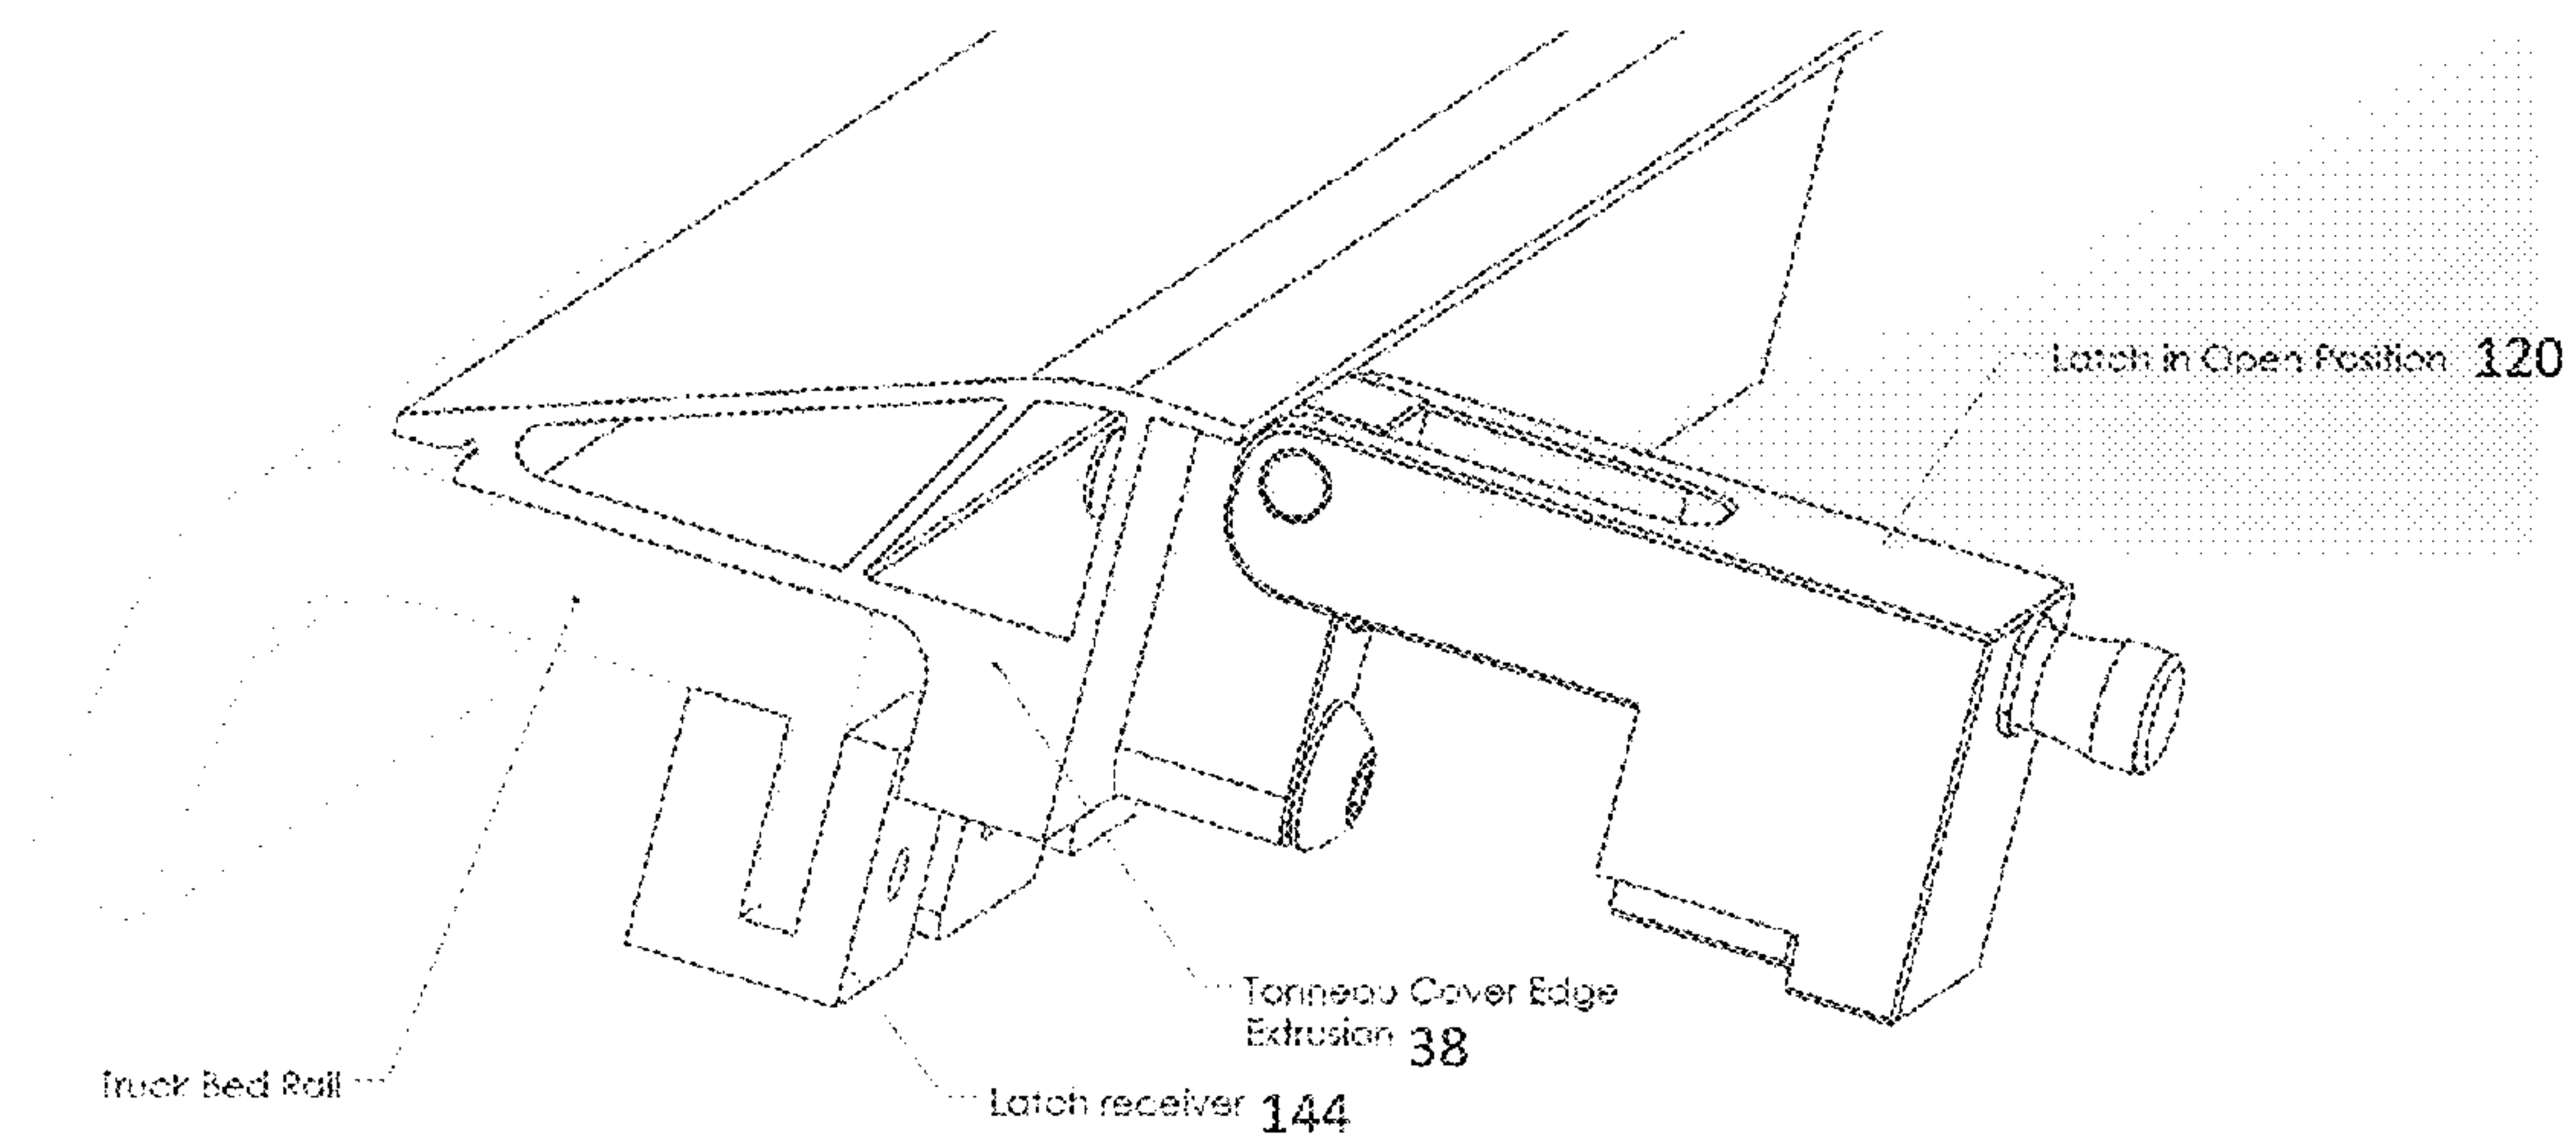 Latch in Open Position 120
Tonneau Cover Edge
Extrusion 38
Truck Bed Rail
Latch receiver 144